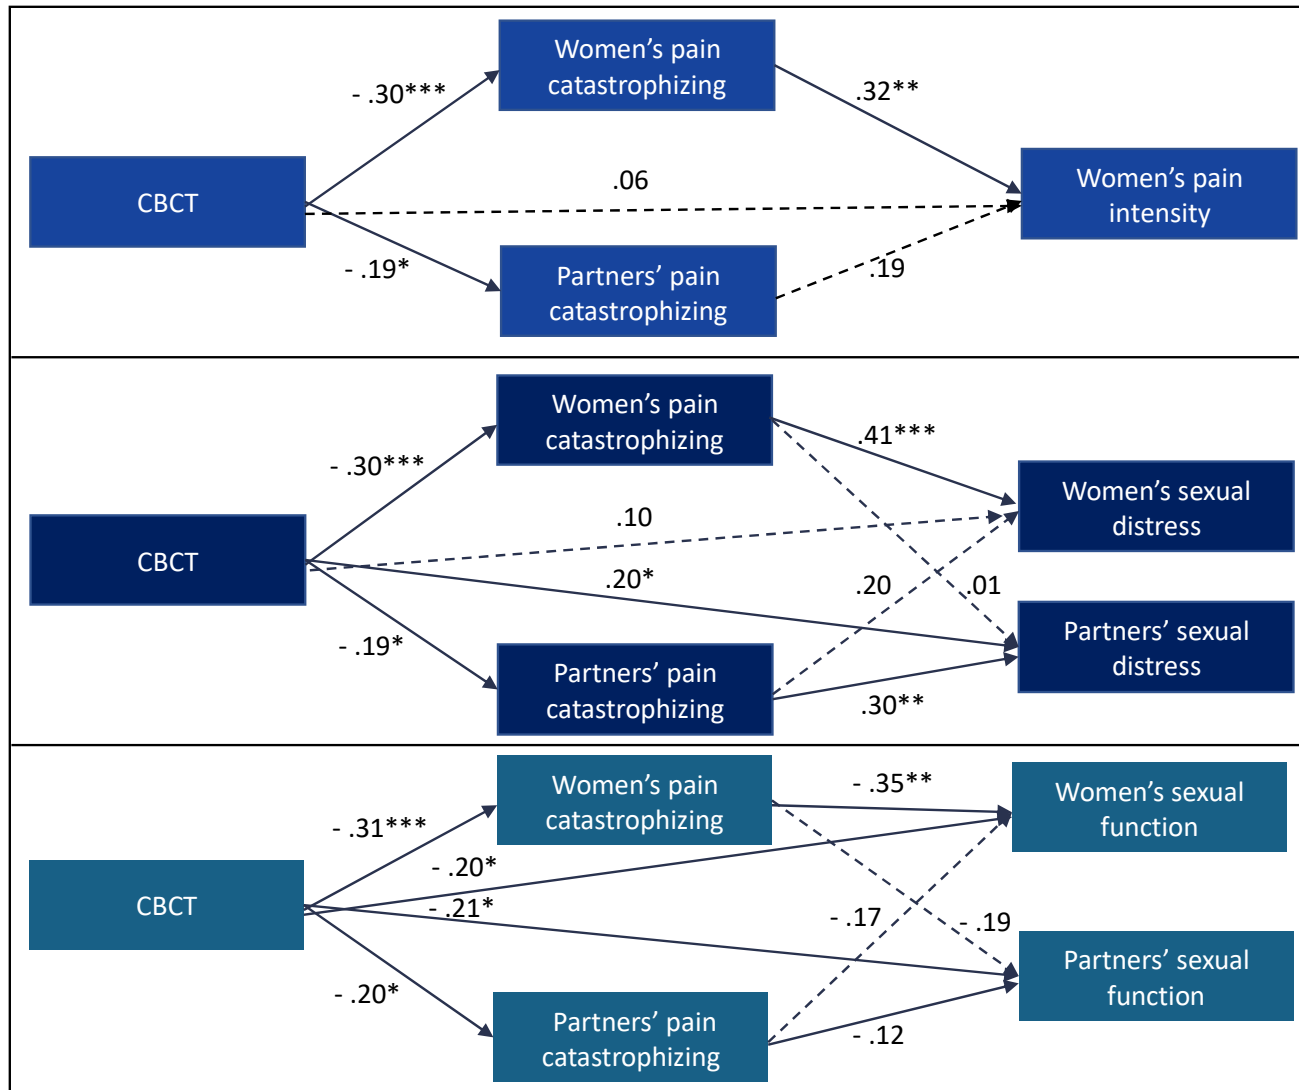 Women's pain
catastrophizing
- .30***
.32**
CBCT
.06
Women's pain
intensity
- .19*
Partners' pain
catastrophizing
.19
Women's pain
catastrophizing
- .30***
.41***
Women's sexual
distress
.10
CBCT
.20*
.20
.01
- .19*
Partners' sexual
distress
Partners' pain
catastrophizing
.30**
Women's pain
catastrophizing
- .35**
Women's sexual
function
- .31***
- .20*
CBCT
- .21*
- .17
- .19
Partners' sexual
function
- .20*
Partners' pain
catastrophizing
- .12